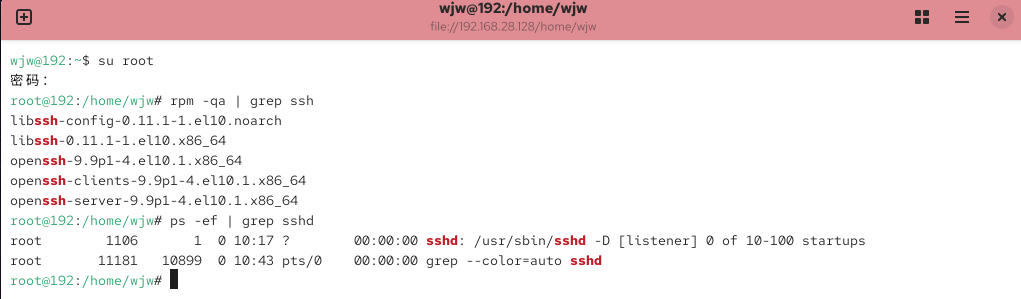 wjw@192:/home/wjw
file://192.168.28.128/home/wjw
wjw@192:~$ su root
密码：
root@192:/home/wjw# rpm -qa | grep ssh
libssh-config-0.11.1-1.el10.noarch
libssh-0.11.1-1.el10.x86_64
openssh-9.9p1-4.el10.1.x86_64
openssh-clients-9.9p1-4.el10.1.x86_64
openssh-server-9.9p1-4.el10.1.x86_64
root@192:/home/wjw# ps -ef | grep sshd
root        1106       1  0 10:17 ?        00:00:00 sshd: /usr/sbin/sshd -D [listener] 0 of 10-100 startups
root       11181   10899  0 10:43 pts/0    00:00:00 grep --color=auto sshd
root@192:/home/wjw#